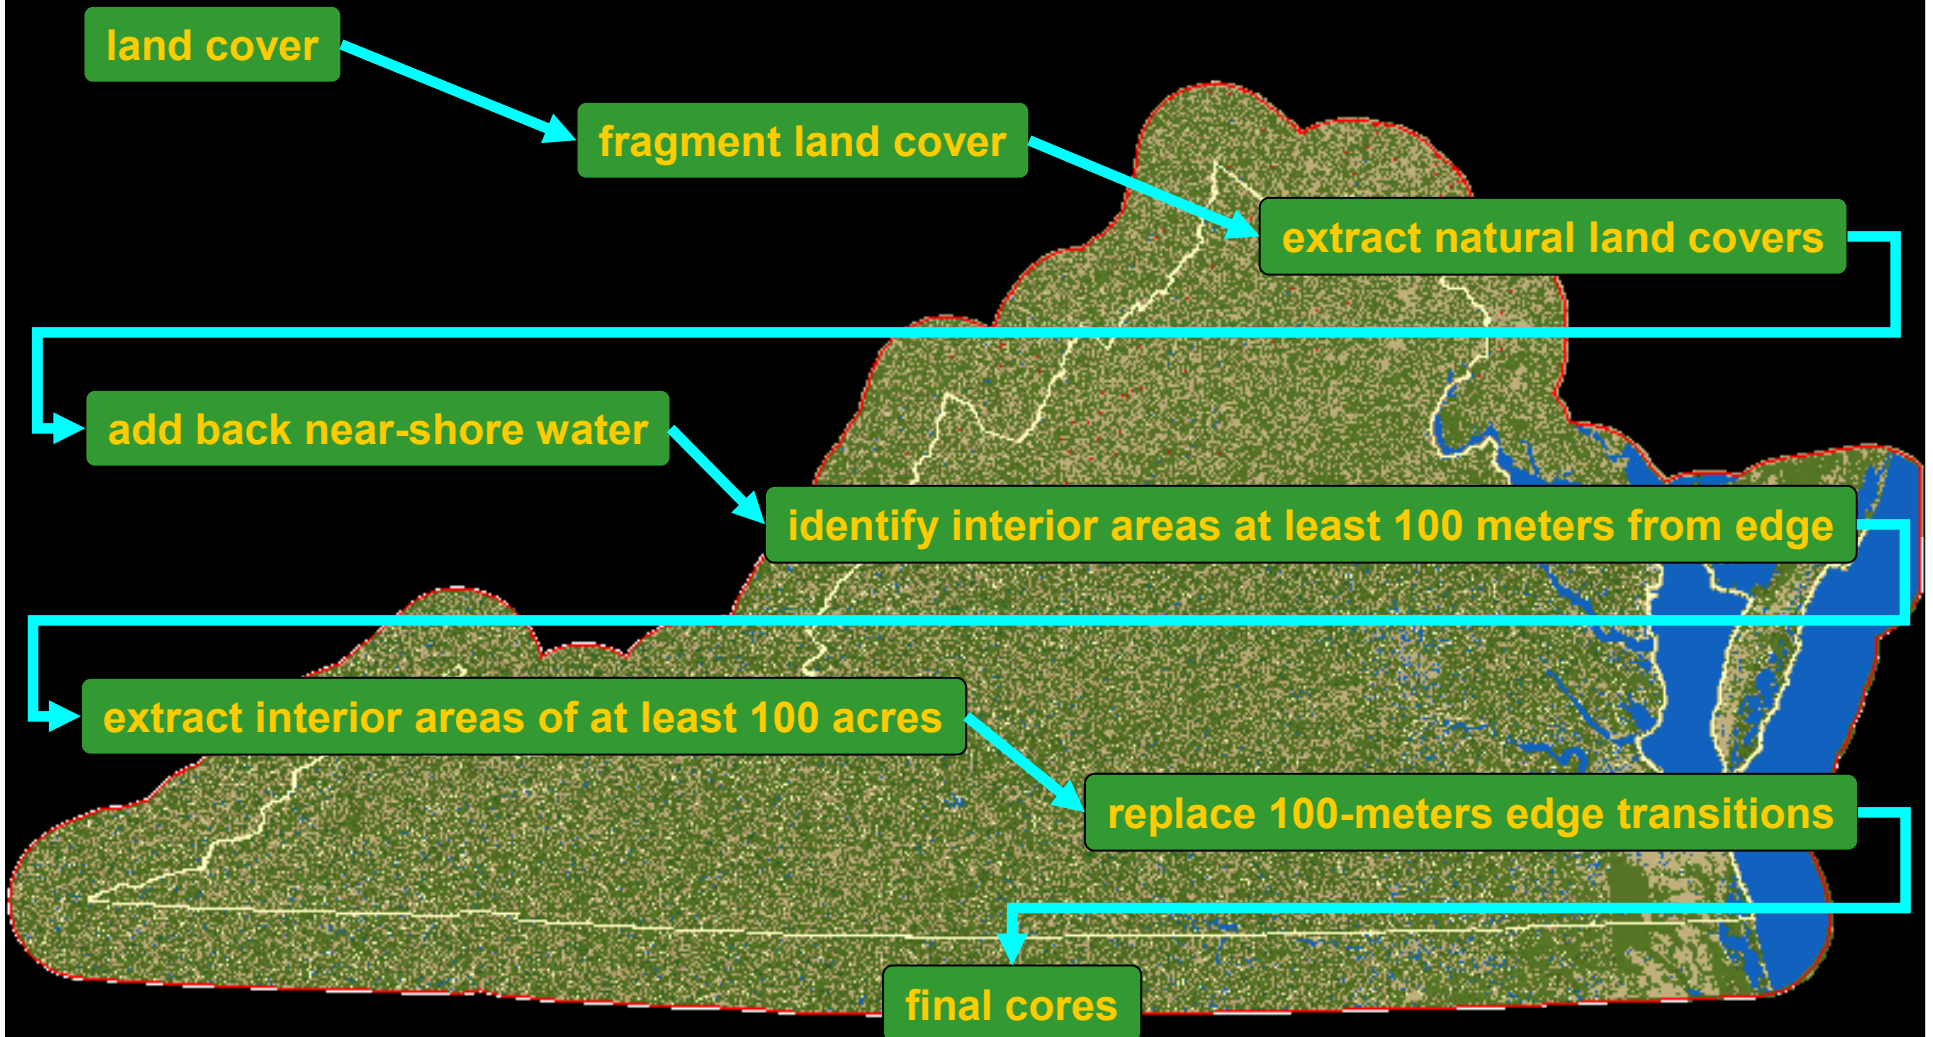 land cover
fragment land cover
extract natural land covers
add back near-shore water
identify interior areas at least 100 meters from edge
extract interior areas of at least 100 acres
replace 100-meters edge transitions
final cores